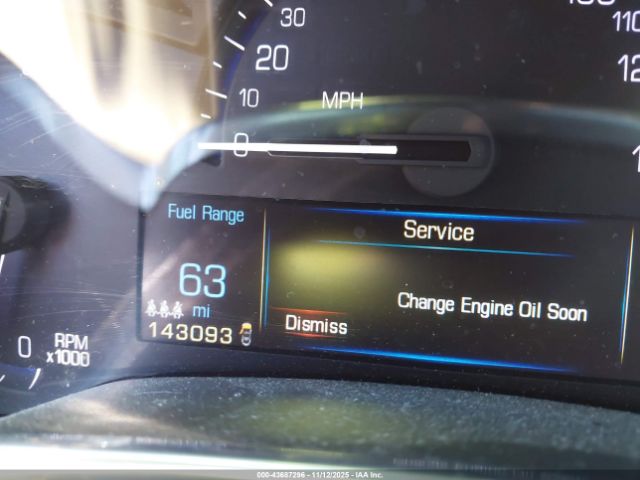 30
20
10
0
MPH
110
Fuel Range
63
mi
143093
Service
Change Engine Oil Soon
Dismiss
0
RPM
x1000
000-43687296 - 11/12/2025 - IAA Inc.